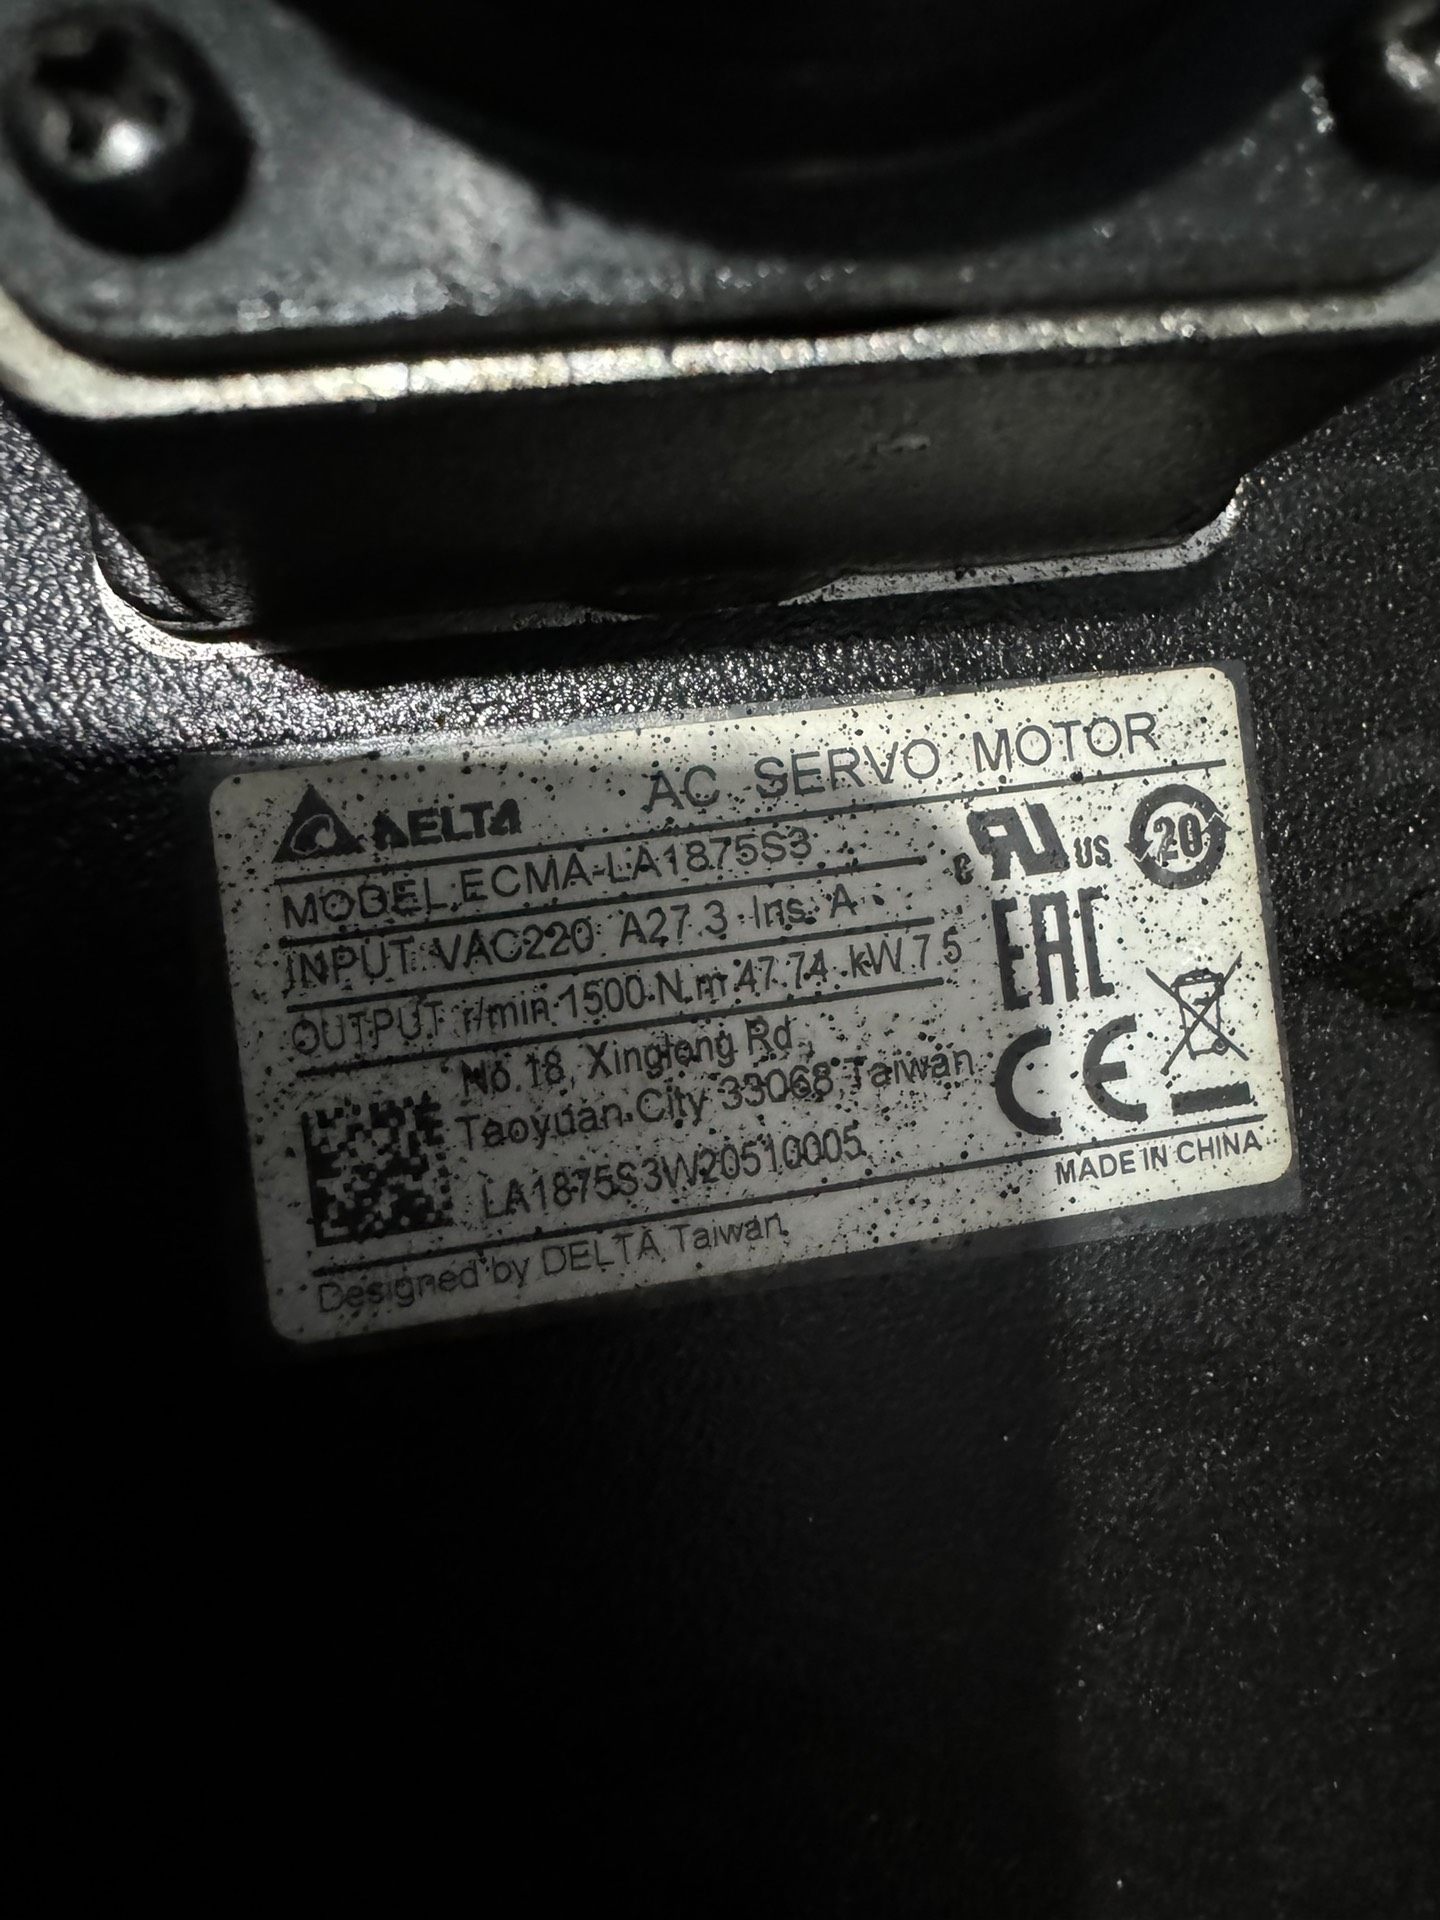 DELTA
AC SERVO MOTOR
MODEL ECMA-LA1875S3
INPUT VAC220 A27.3 Ins. A
OUTPUT r/min 1500 N.m 47.74 kW 7.5
No.18, Xinglong Rd.,
Taoyuan City 33068, Taiwan
LA1875S3W20510005
Designed by DELTA Taiwan
c RU US
20
EAC
CE
MADE IN CHINA